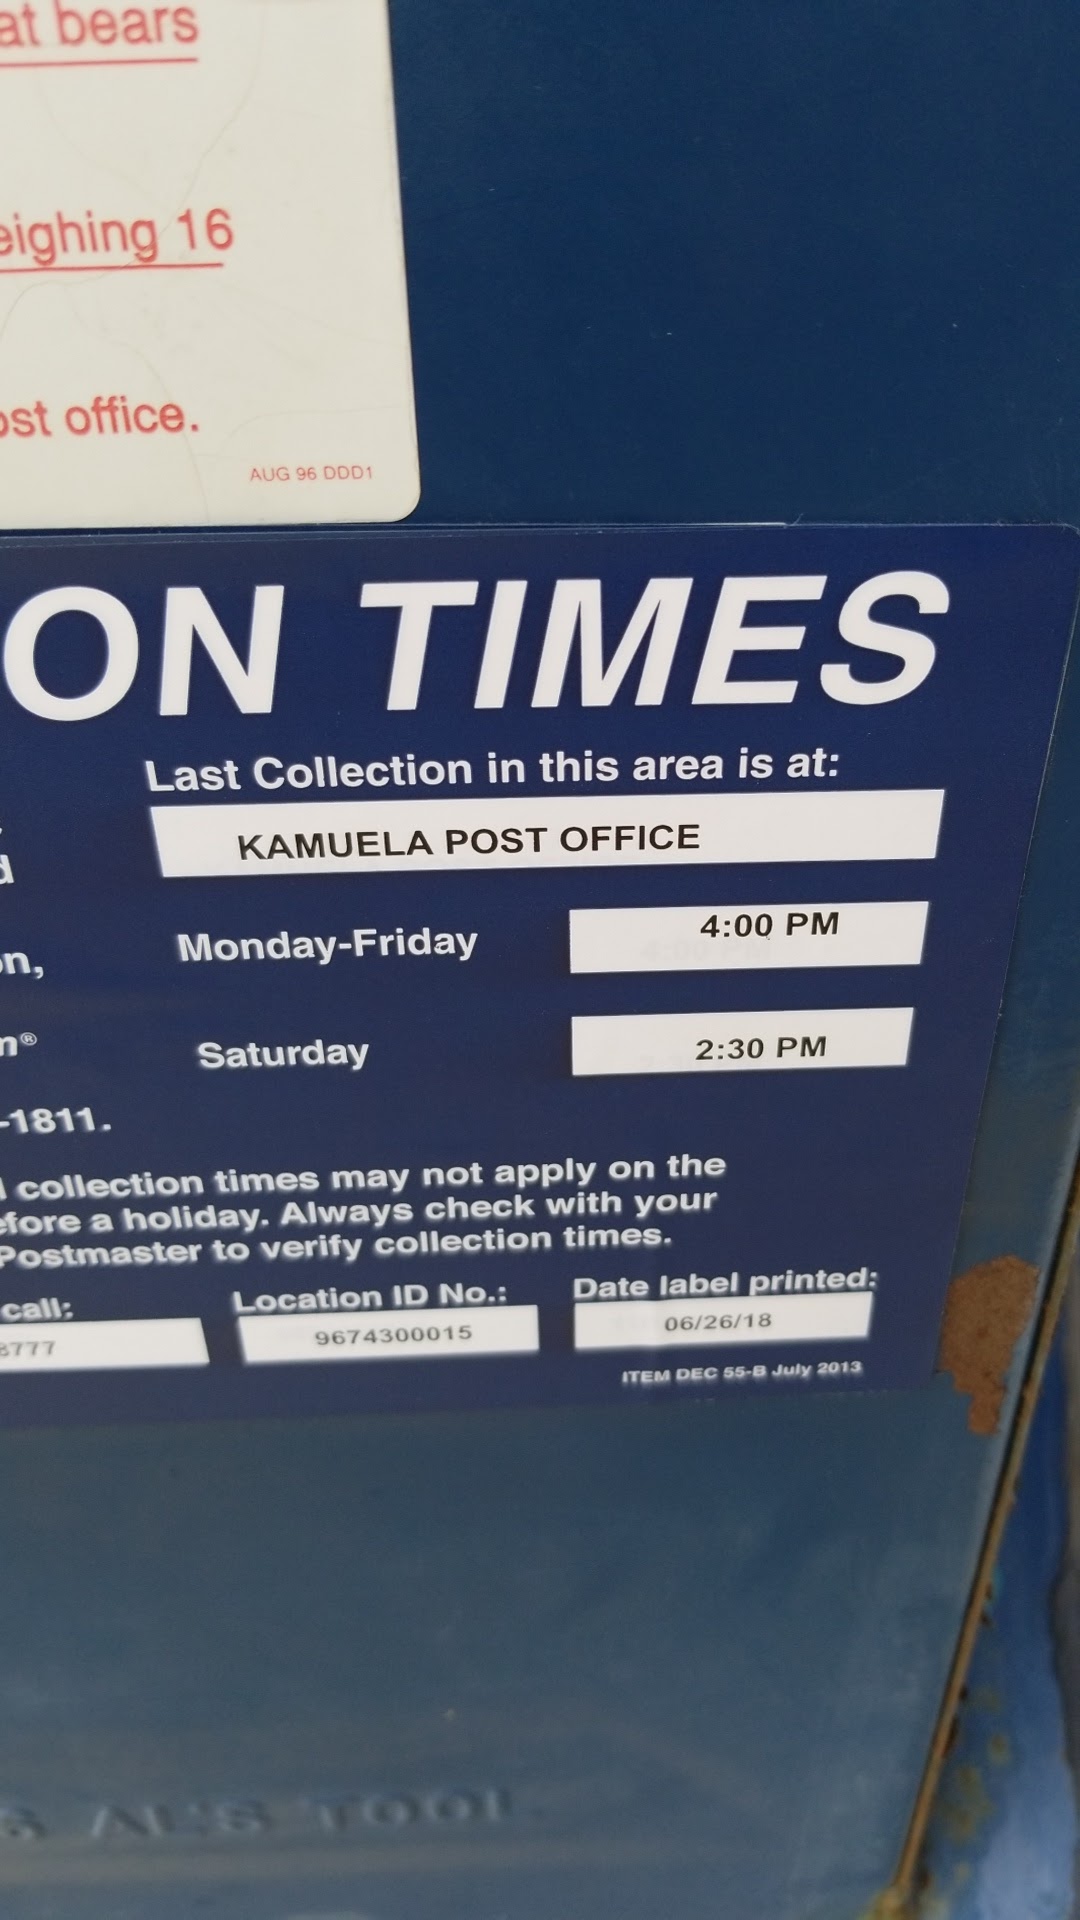 at bears
eighing 16
ost office.
AUG 96 DDD1
ON TIMES
Last Collection in this area is at:
KAMUELA POST OFFICE
d
Monday-Friday 4:00 PM
on,
m®
Saturday 2:30 PM
-1811.
collection times may not apply on the
efore a holiday. Always check with your
Postmaster to verify collection times.
call: Location ID No.: Date label printed:
8777 9674300015 06/26/18
ITEM DEC 55-B July 2013
AL'S TOOL